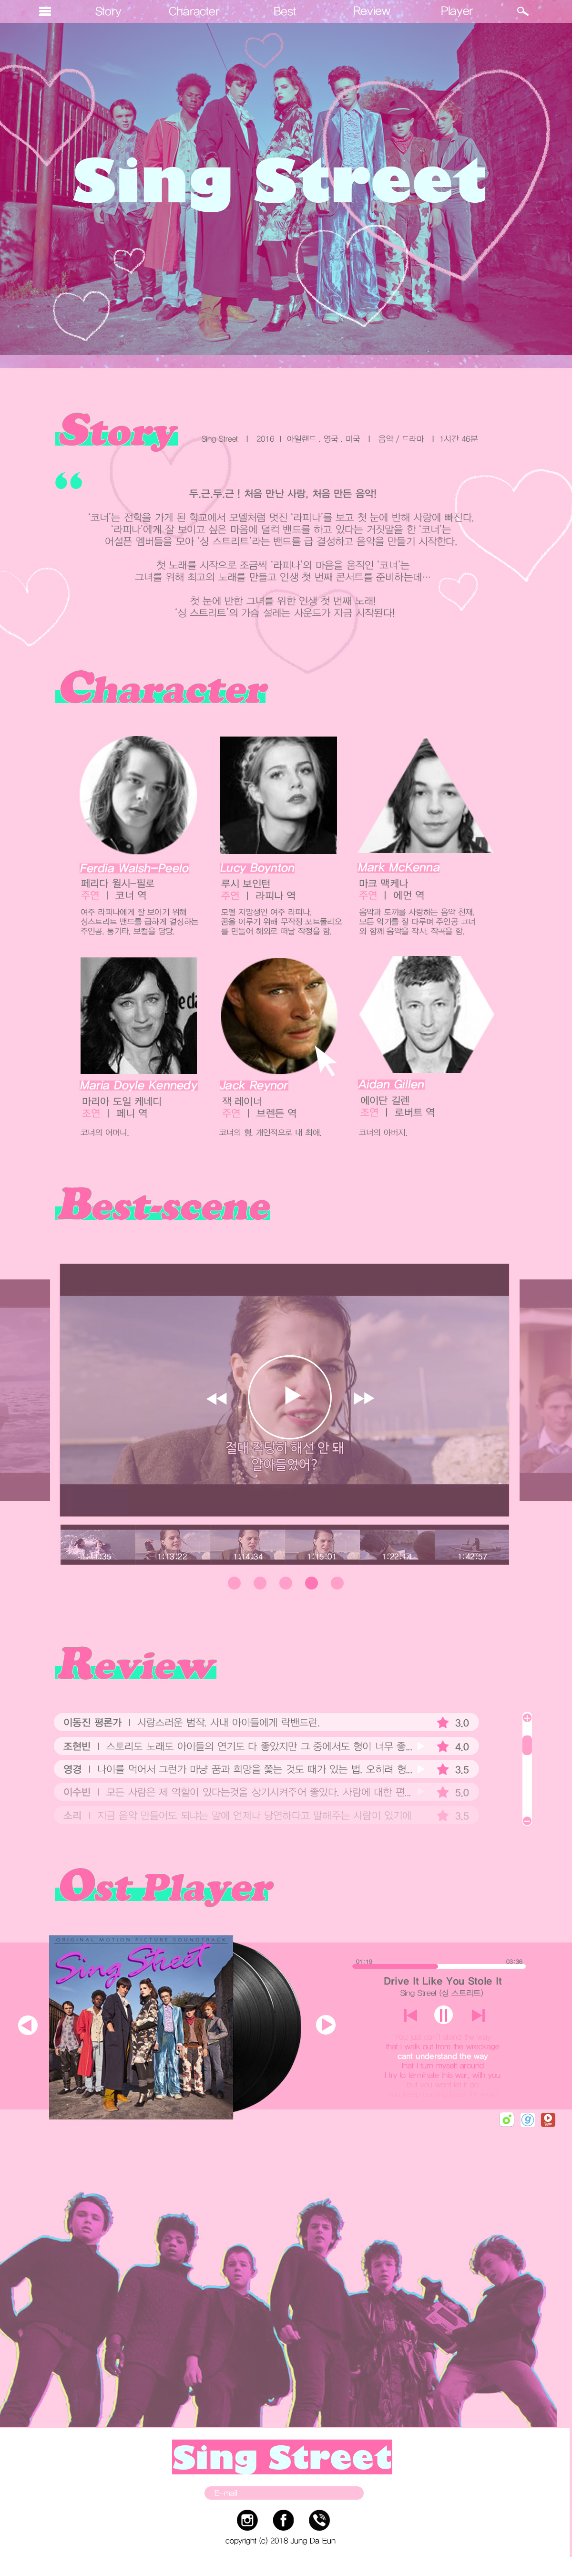 Story Character Best Review Player
Sing Street
Story
Sing Street | 2016 | 아일랜드, 영국, 미국 | 음악 / 드라마 | 1시간 46분
두.근.두.근 ! 처음 만난 사랑, 처음 만든 음악!
‘코너’는 전학을 가게 된 학교에서 모델처럼 멋진 ‘라피나’를 보고 첫 눈에 반해 사랑에 빠진다.
‘라피나’에게 잘 보이고 싶은 마음에 덜컥 밴드를 하고 있다는 거짓말을 한 ‘코너’는
어설픈 멤버들을 모아 ‘싱 스트리트’라는 밴드를 급 결성하고 음악을 만들기 시작한다.
첫 노래를 시작으로 조금씩 ‘라피나’의 마음을 움직인 ‘코너’는
그녀를 위해 최고의 노래를 만들고 인생 첫 번째 콘서트를 준비하는데…
첫 눈에 반한 그녀를 위한 인생 첫 번째 노래!
‘싱 스트리트’의 가슴 설레는 사운드가 지금 시작된다!
Character
Ferdia Walsh-Peelo
페리다 월시-필로
주연 | 코너 역
여주 라피나에게 잘 보이기 위해
싱스트리트 밴드를 급하게 결성하는
주인공. 통기타, 보컬을 담당.
Lucy Boynton
루시 보인턴
주연 | 라피나 역
모델 지망생인 여주 라피나.
꿈을 이루기 위해 무작정 포트폴리오
를 만들어 해외로 떠날 작정을 함.
Mark McKenna
마크 맥케나
주연 | 에먼 역
음악과 토끼를 사랑하는 음악 천재.
모든 악기를 잘 다루며 주인공 코너
와 함께 음악을 작사, 작곡을 함.
Maria Doyle Kennedy
마리아 도일 케네디
조연 | 페니 역
코너의 어머니.
Jack Reynor
잭 레이너
주연 | 브렌든 역
코너의 형. 개인적으로 내 최애.
Aidan Gillen
에이단 길렌
조연 | 로버트 역
코너의 아버지.
Best-scene
절대 적당히 해선 안 돼
알아들었어?
1:11:35 1:13:22 1:14:34 1:15:01 1:22:14 1:42:57
Review
이동진 평론가 | 사랑스러운 범작. 사내 아이들에게 락밴드란. 3.0
조현빈 | 스토리도 노래도 아이들의 연기도 다 좋았지만 그 중에서도 형이 너무 좋... 4.0
영경 | 나이를 먹어서 그런가 마냥 꿈과 희망을 쫓는 것도 때가 있는 법. 오히려 형... 3.5
이수빈 | 모든 사람은 제 역할이 있다는것을 상기시켜주어 좋았다. 사람에 대한 편... 5.0
소리 | 지금 음악 만들어도 되냐는 말에 언제나 당연하다고 말해주는 사람이 있기에 3.5
Ost Player
ORIGINAL MOTION PICTURE SOUNDTRACK
Sing Street
01:19 03:36
Drive It Like You Stole It
Sing Street (싱 스트리트)
that I walk out from the wreckage
cant understand the way
that I turn myself around
I try to terminate this war, with you
Sing Street
E-mail
copyright (c) 2018 Jung Da Eun